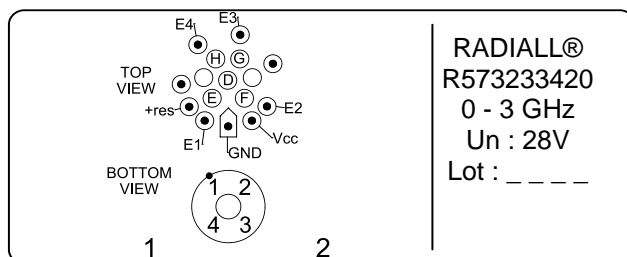 E4 E3
H G
TOP
VIEW
D
+res E F E2
E1 Vcc
GND
BOTTOM
VIEW
1 2
4 3
1 2
RADIALL®
R573233420
0 - 3 GHz
Un : 28V
Lot : _ _ _ _